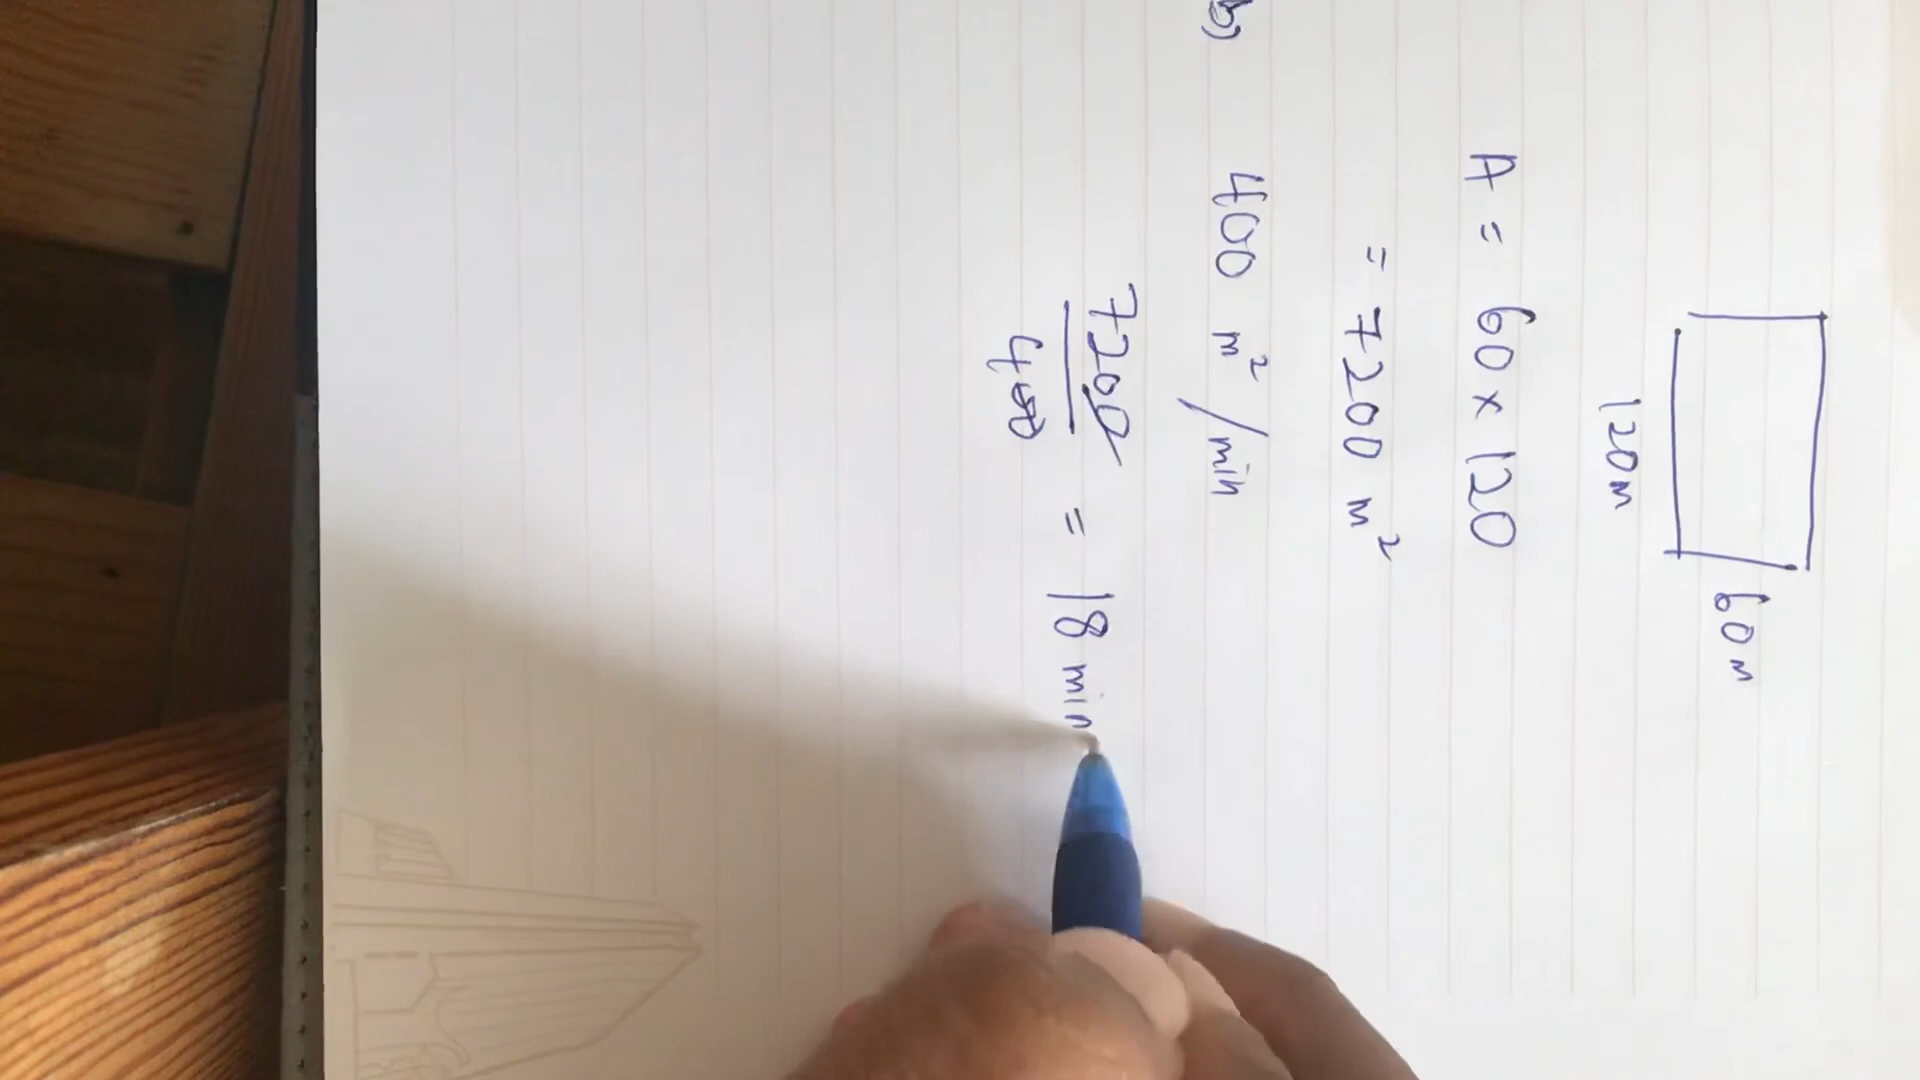 60m
120m
A = 60 x 120
= 7200 m²
b) 400 m²/min
7200
400
= 18 min